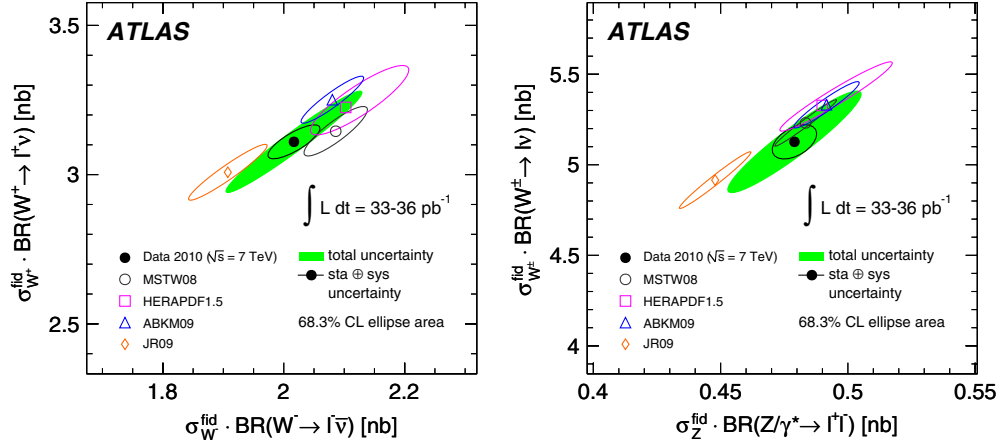 ATLAS
3.5
3
2.5
σ^fid_W+ · BR(W⁺→ l⁺ν) [nb]
∫ L dt = 33-36 pb⁻¹
Data 2010 (√s = 7 TeV)
MSTW08
HERAPDF1.5
ABKM09
JR09
total uncertainty
sta ⊕ sys
uncertainty
68.3% CL ellipse area
1.8
2
2.2
σ^fid_W- · BR(W⁻→ l⁻ν̅) [nb]
ATLAS
5.5
5
4.5
4
σ^fid_W± · BR(W±→ lν) [nb]
∫ L dt = 33-36 pb⁻¹
Data 2010 (√s = 7 TeV)
MSTW08
HERAPDF1.5
ABKM09
JR09
total uncertainty
sta ⊕ sys
uncertainty
68.3% CL ellipse area
0.4
0.45
0.5
0.55
σ^fid_Z · BR(Z/γ*→ l⁺l⁻) [nb]